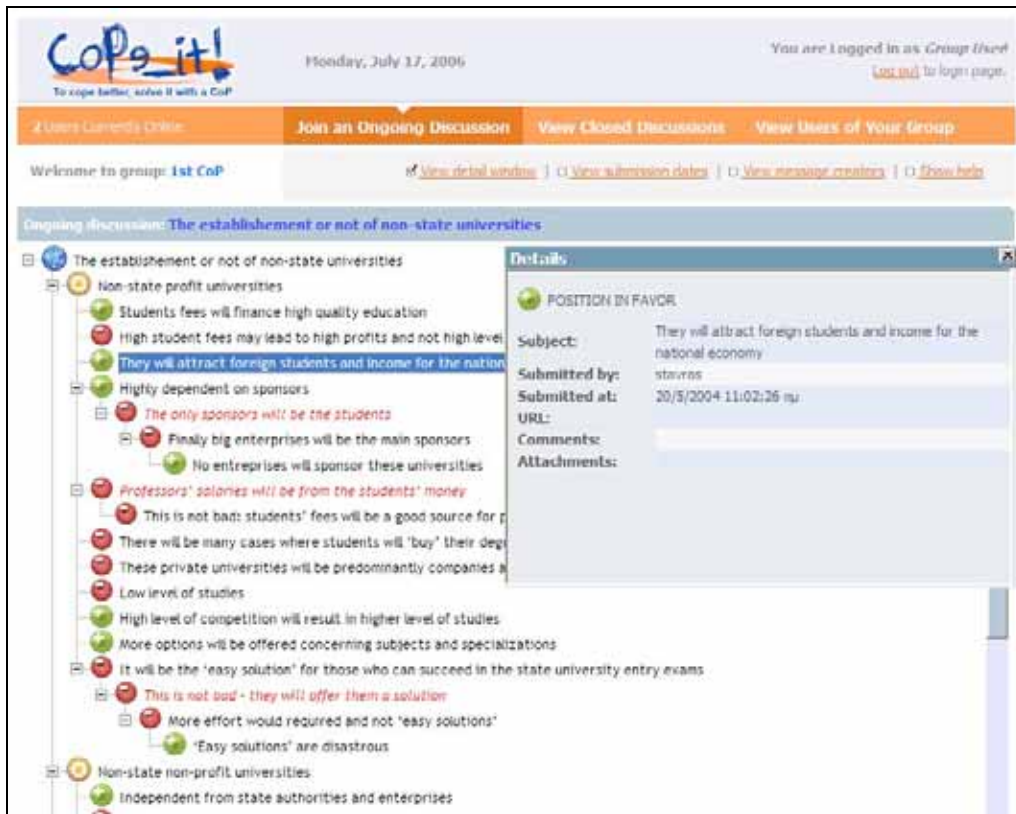 CoPe_it!
To cope better, solve it with a CoP
Monday, July 17, 2006
You are Logged in as Group User
Log out to login page.
2 Users Currently Online
Join an Ongoing Discussion
View Closed Discussions
View Users of Your Group
Welcome to group: 1st CoP
View detail window | View submission dates | View message creators | Show help
Ongoing discussion: The establishement or not of non-state universities
The establishement or not of non-state universities
Non-state profit universities
Students fees will finance high quality education
High student fees may lead to high profits and not high level
They will attract foreign students and income for the nation
Highly dependent on sponsors
The only sponsors will be the students
Finally big enterprises will be the main sponsors
No entreprises will sponsor these universities
Professors' salaries will be from the students' money
This is not bad: students' fees will be a good source for p
There will be many cases where students will 'buy' their deg
These private universities will be predominantly companies a
Low level of studies
High level of competition will result in higher level of studies
More options will be offered concerning subjects and specializations
It will be the 'easy solution' for those who can succeed in the state university entry exams
This is not bad - they will offer them a solution
More effort would required and not 'easy solutions'
'Easy solutions' are disastrous
Non-state non-profit universities
Independent from state authorities and enterprises
Details
POSITION IN FAVOR
Subject: They will attract foreign students and income for the
national economy
Submitted by: stavros
Submitted at: 20/5/2004 11:02:26 πμ
URL:
Comments:
Attachments: